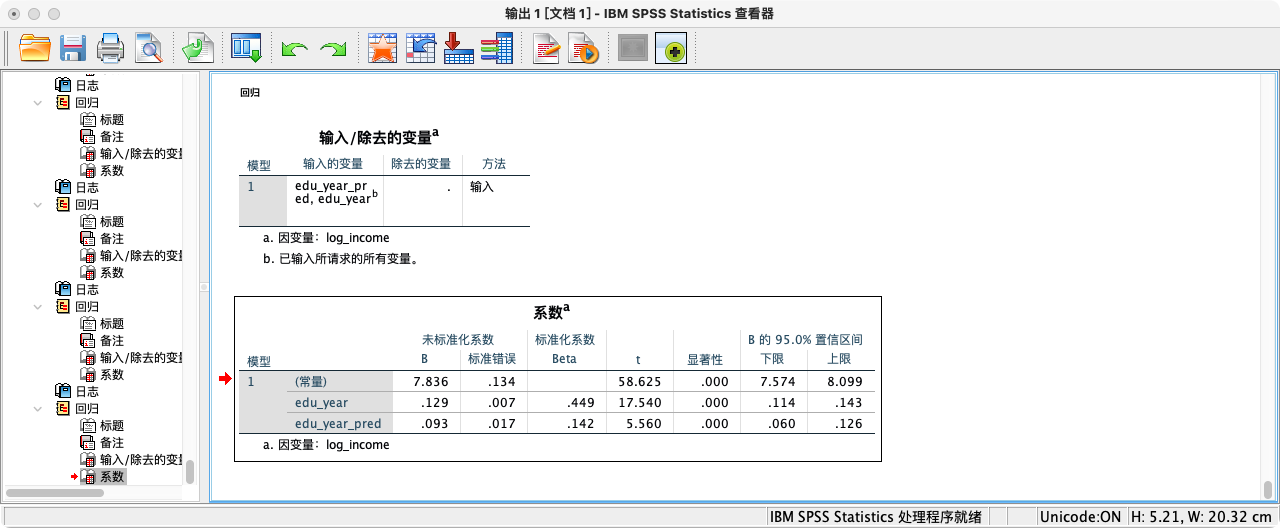 输出 1 [文档 1] - IBM SPSS Statistics 查看器
日志
回归
标题
备注
输入/除去的变量
系数
日志
回归
标题
备注
输入/除去的变量
系数
日志
回归
标题
备注
输入/除去的变量
系数
日志
回归
标题
备注
输入/除去的变量
系数
回归
输入/除去的变量a
模型 输入的变量 除去的变量 方法
1 edu_year_pr . 输入
ed, edu_yearb
a. 因变量：log_income
b. 已输入所请求的所有变量。
系数a
未标准化系数 标准化系数 B 的 95.0% 置信区间
模型 B 标准错误 Beta t 显著性 下限 上限
1 (常量) 7.836 .134 58.625 .000 7.574 8.099
edu_year .129 .007 .449 17.540 .000 .114 .143
edu_year_pred .093 .017 .142 5.560 .000 .060 .126
a. 因变量：log_income
IBM SPSS Statistics 处理程序就绪 Unicode:ON H: 5.21, W: 20.32 cm